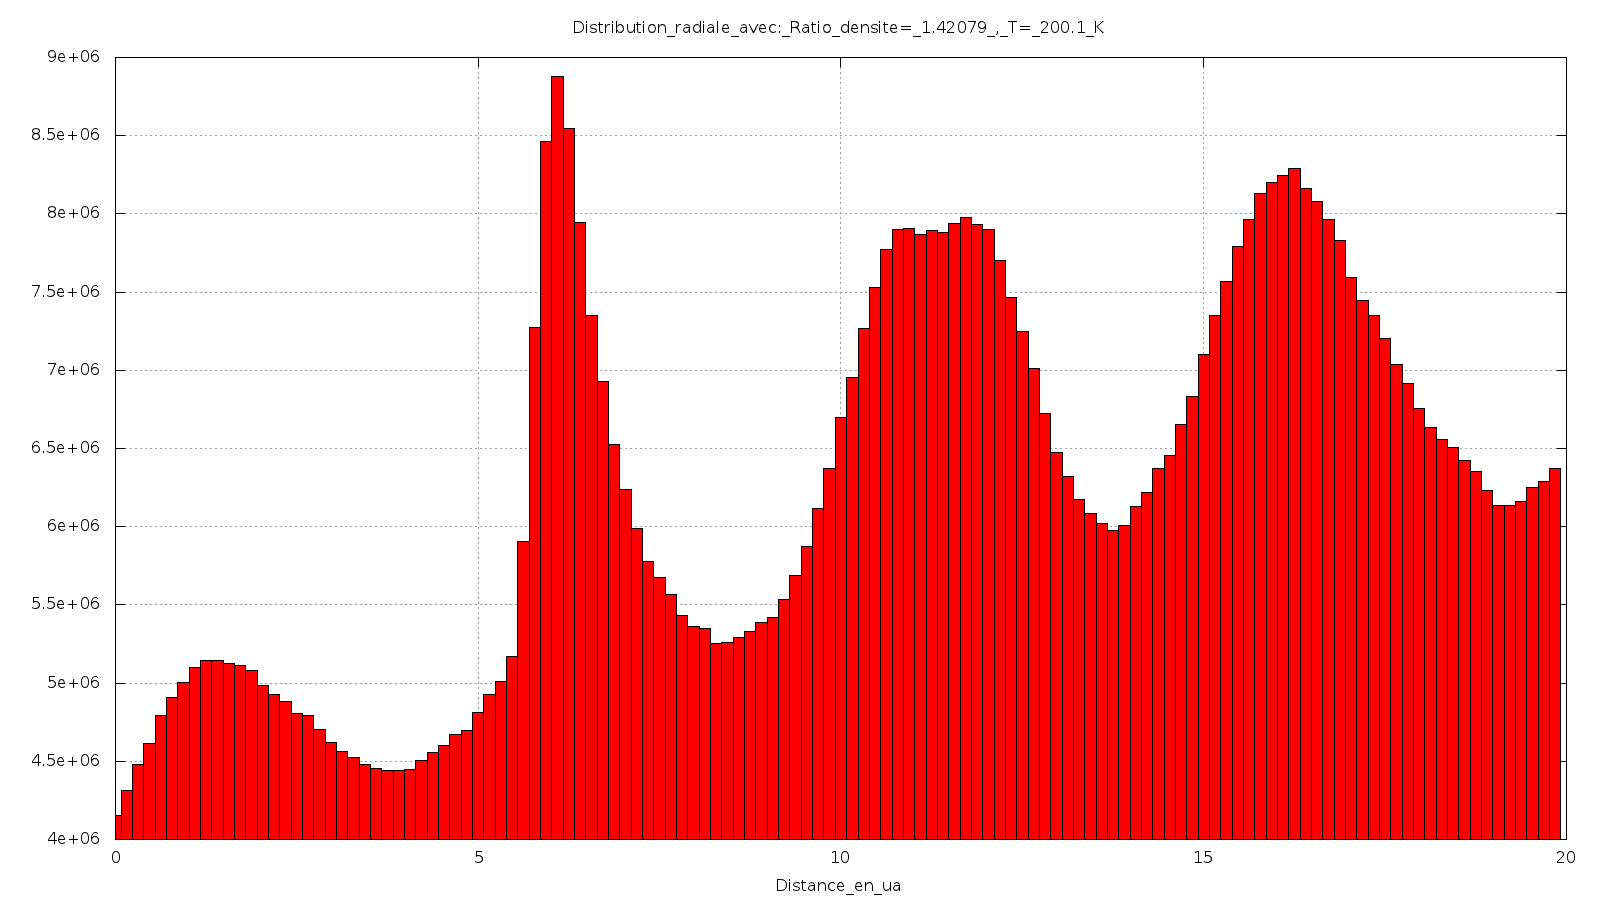 Distribution_radiale_avec:_Ratio_densite=_1.42079_,_T=_200.1_K
9e+06
8.5e+06
8e+06
7.5e+06
7e+06
6.5e+06
6e+06
5.5e+06
5e+06
4.5e+06
4e+06
0 5 10 15 20
Distance_en_ua